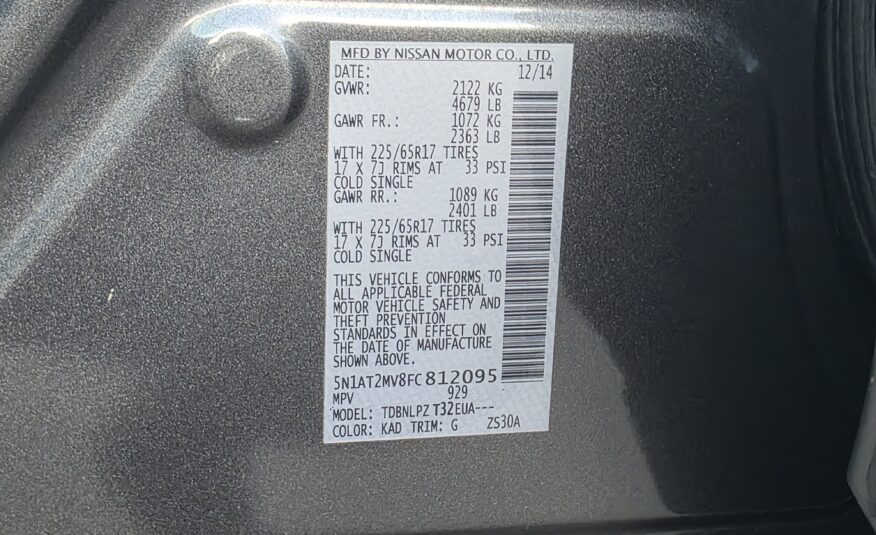 MFD BY NISSAN MOTOR CO., LTD.
DATE: 12/14
GVWR: 2122 KG
4679 LB
GAWR FR.: 1072 KG
2363 LB
WITH 225/65R17 TIRES
17 X 7J RIMS AT 33 PSI
COLD SINGLE
GAWR RR.: 1089 KG
2401 LB
WITH 225/65R17 TIRES
17 X 7J RIMS AT 33 PSI
COLD SINGLE
THIS VEHICLE CONFORMS TO
ALL APPLICABLE FEDERAL
MOTOR VEHICLE SAFETY AND
THEFT PREVENTION
STANDARDS IN EFFECT ON
THE DATE OF MANUFACTURE
SHOWN ABOVE.
5N1AT2MV8FC812095
MPV 929
MODEL: TDBNLPZ T32EUA---
COLOR: KAD TRIM: G ZS30A